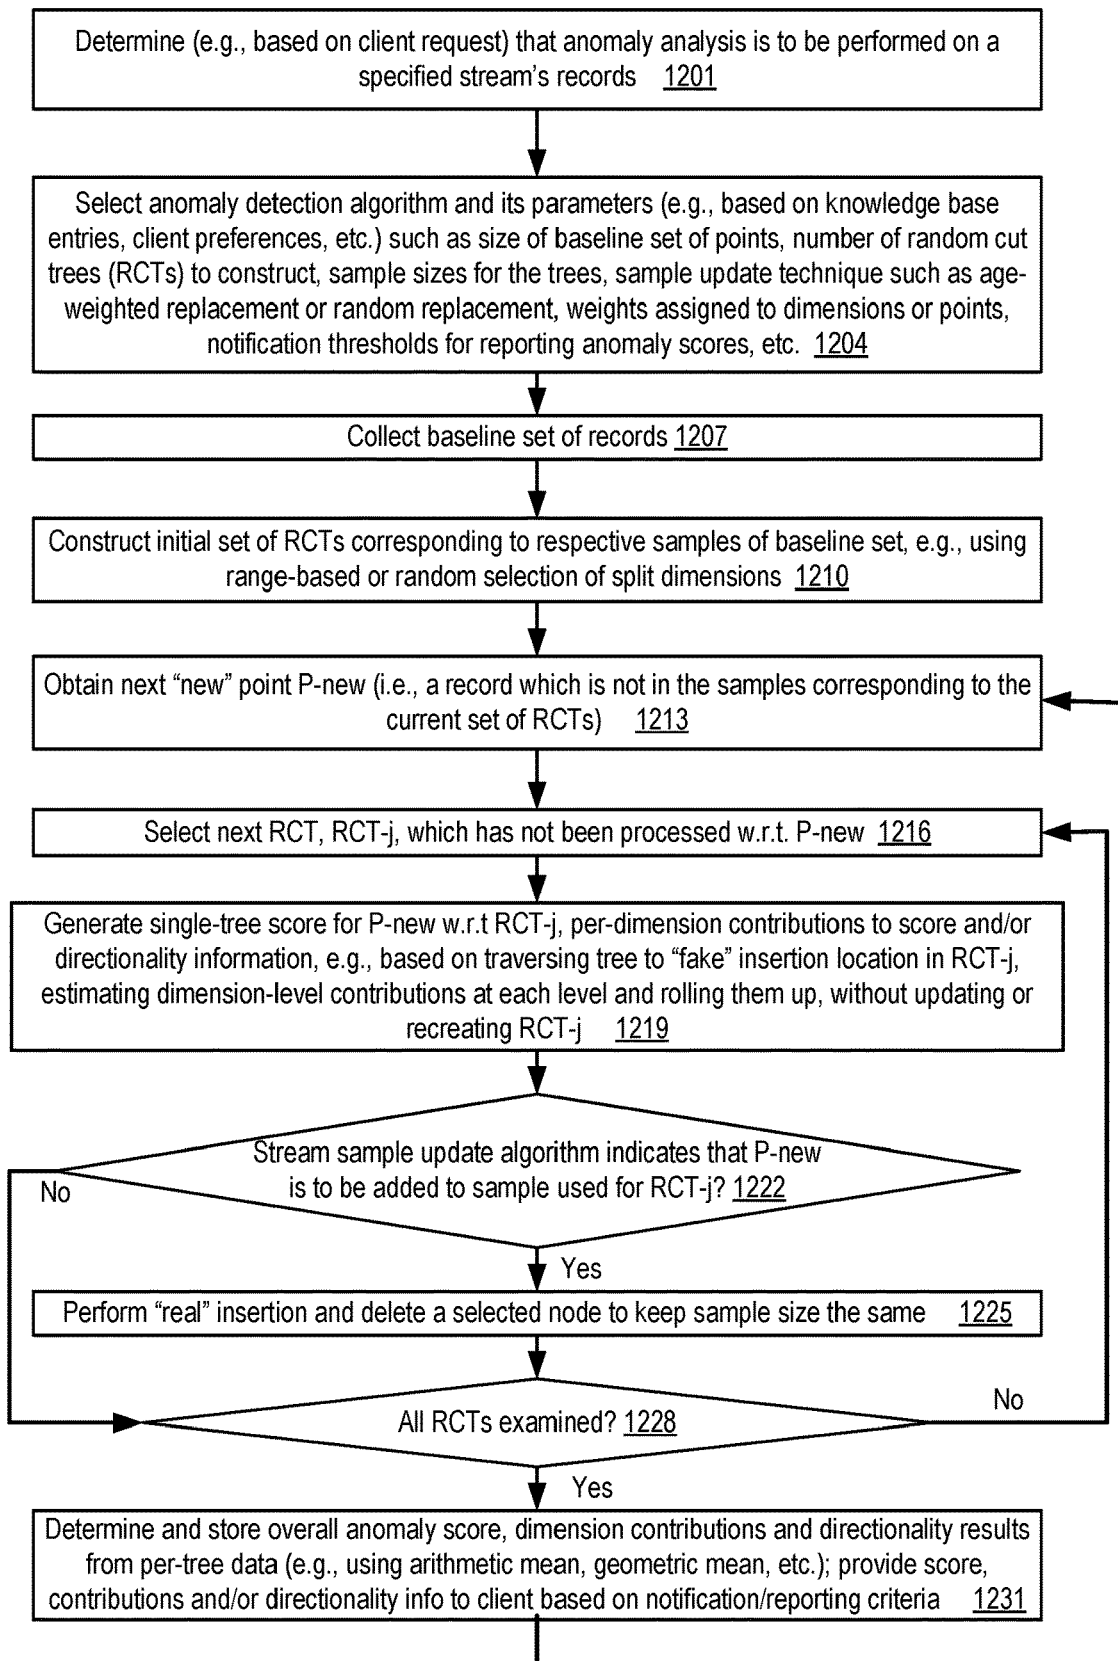 Determine (e.g., based on client request) that anomaly analysis is to be performed on a
specified stream's records 1201
Select anomaly detection algorithm and its parameters (e.g., based on knowledge base
entries, client preferences, etc.) such as size of baseline set of points, number of random cut
trees (RCTs) to construct, sample sizes for the trees, sample update technique such as age-
weighted replacement or random replacement, weights assigned to dimensions or points,
notification thresholds for reporting anomaly scores, etc. 1204
Collect baseline set of records 1207
Construct initial set of RCTs corresponding to respective samples of baseline set, e.g., using
range-based or random selection of split dimensions 1210
Obtain next “new” point P-new (i.e., a record which is not in the samples corresponding to the
current set of RCTs) 1213
Select next RCT, RCT-j, which has not been processed w.r.t. P-new 1216
Generate single-tree score for P-new w.r.t RCT-j, per-dimension contributions to score and/or
directionality information, e.g., based on traversing tree to “fake” insertion location in RCT-j,
estimating dimension-level contributions at each level and rolling them up, without updating or
recreating RCT-j 1219
Stream sample update algorithm indicates that P-new
is to be added to sample used for RCT-j? 1222
No
Yes
Perform “real” insertion and delete a selected node to keep sample size the same 1225
All RCTs examined? 1228
No
Yes
Determine and store overall anomaly score, dimension contributions and directionality results
from per-tree data (e.g., using arithmetic mean, geometric mean, etc.); provide score,
contributions and/or directionality info to client based on notification/reporting criteria 1231